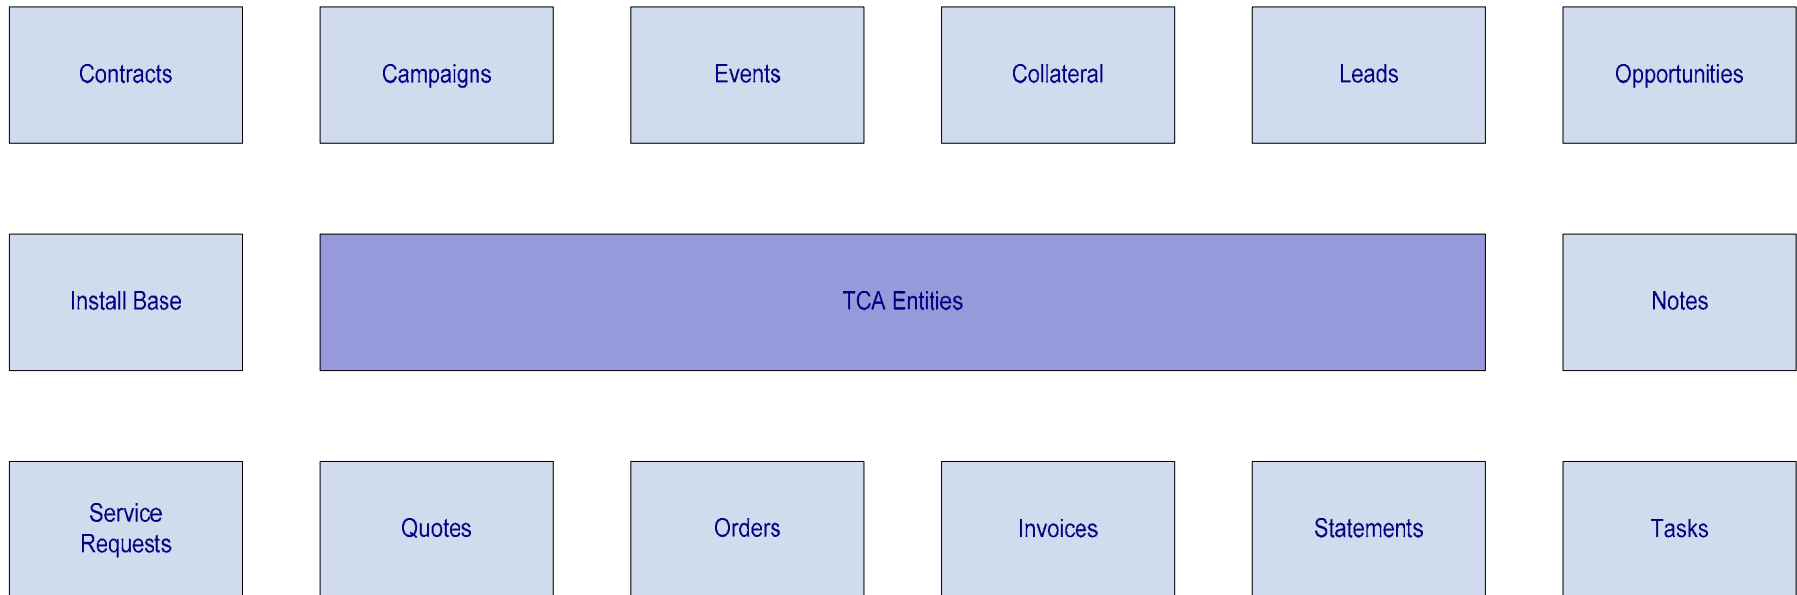 Contracts
Campaigns
Events
Collateral
Leads
Opportunities
Install Base
TCA Entities
Notes
Service
Requests
Quotes
Orders
Invoices
Statements
Tasks